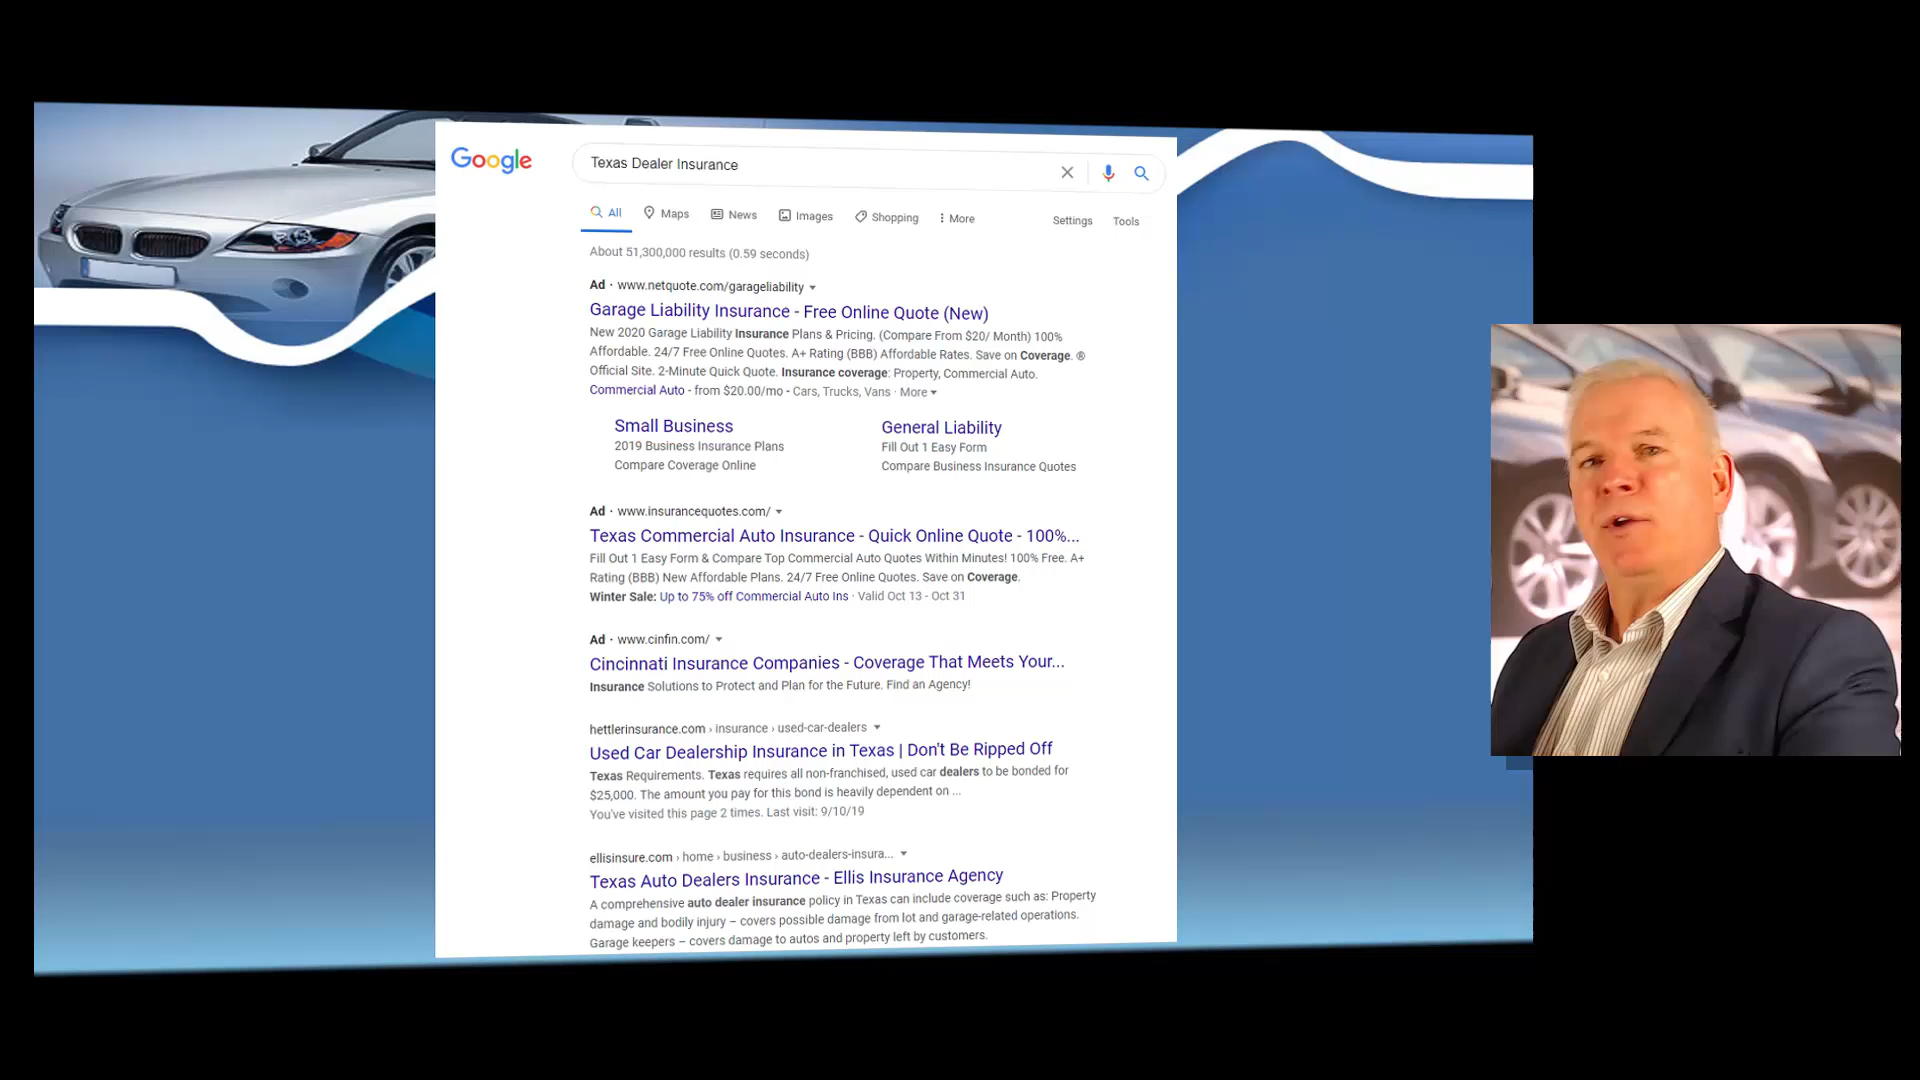 Google
Texas Dealer Insurance
All Maps News Images Shopping More Settings Tools
About 51,300,000 results (0.59 seconds)
Ad · www.netquote.com/garageliability
Garage Liability Insurance - Free Online Quote (New)
New 2020 Garage Liability Insurance Plans & Pricing. (Compare From $20/ Month) 100%
Affordable. 24/7 Free Online Quotes. A+ Rating (BBB) Affordable Rates. Save on Coverage. ®
Official Site. 2-Minute Quick Quote. Insurance coverage: Property, Commercial Auto.
Commercial Auto - from $20.00/mo - Cars, Trucks, Vans · More
Small Business
2019 Business Insurance Plans
Compare Coverage Online
General Liability
Fill Out 1 Easy Form
Compare Business Insurance Quotes
Ad · www.insurancequotes.com/
Texas Commercial Auto Insurance - Quick Online Quote - 100%...
Fill Out 1 Easy Form & Compare Top Commercial Auto Quotes Within Minutes! 100% Free. A+
Rating (BBB) New Affordable Plans. 24/7 Free Online Quotes. Save on Coverage.
Winter Sale: Up to 75% off Commercial Auto Ins · Valid Oct 13 - Oct 31
Ad · www.cinfin.com/
Cincinnati Insurance Companies - Coverage That Meets Your...
Insurance Solutions to Protect and Plan for the Future. Find an Agency!
hettlerinsurance.com › insurance › used-car-dealers
Used Car Dealership Insurance in Texas | Don't Be Ripped Off
Texas Requirements. Texas requires all non-franchised, used car dealers to be bonded for
$25,000. The amount you pay for this bond is heavily dependent on ...
You've visited this page 2 times. Last visit: 9/10/19
ellisinsure.com › home › business › auto-dealers-insura...
Texas Auto Dealers Insurance - Ellis Insurance Agency
A comprehensive auto dealer insurance policy in Texas can include coverage such as: Property
damage and bodily injury – covers possible damage from lot and garage-related operations.
Garage keepers – covers damage to autos and property left by customers.